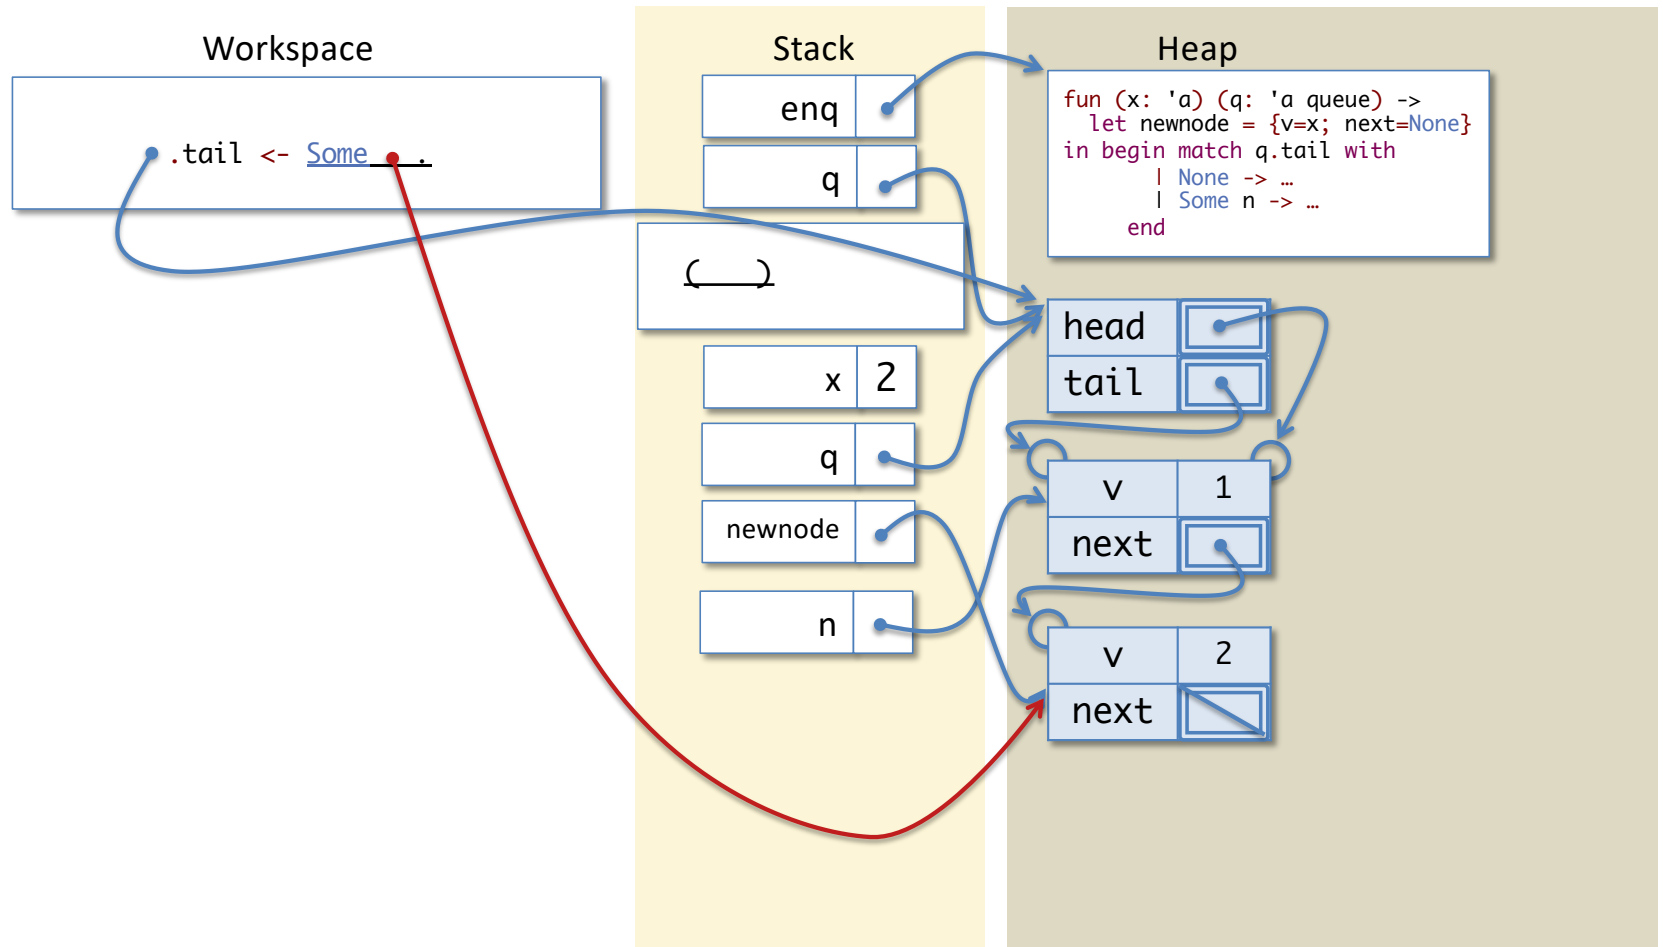 Workspace
.tail <- Some .
Stack
enq
q
( )
x 2
q
newnode
n
Heap
fun (x: 'a) (q: 'a queue) ->
let newnode = {v=x; next=None}
in begin match q.tail with
| None -> …
| Some n -> …
end
head
tail
v 1
next
v 2
next